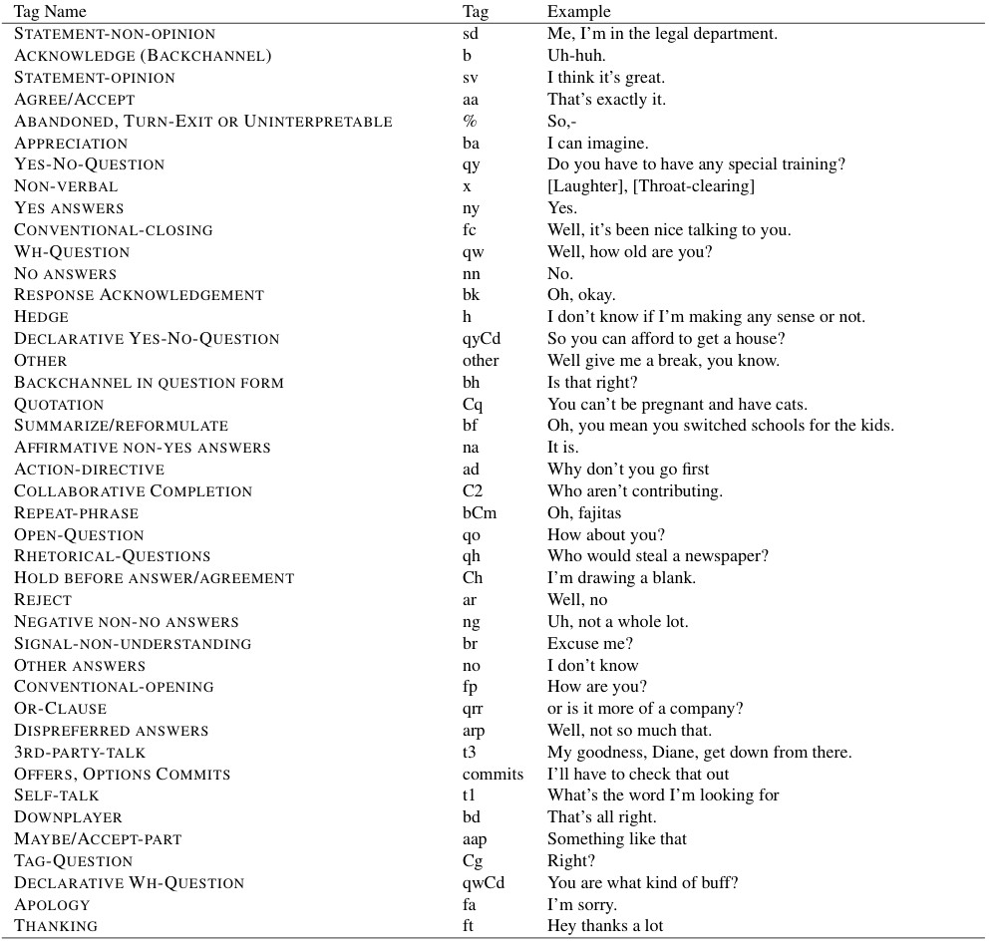 Tag Name Tag Example
STATEMENT-NON-OPINION sd Me, I'm in the legal department.
ACKNOWLEDGE (BACKCHANNEL) b Uh-huh.
STATEMENT-OPINION sv I think it's great.
AGREE/ACCEPT aa That's exactly it.
ABANDONED, TURN-EXIT OR UNINTERPRETABLE % So,-
APPRECIATION ba I can imagine.
YES-NO-QUESTION qy Do you have to have any special training?
NON-VERBAL x [Laughter], [Throat-clearing]
YES ANSWERS ny Yes.
CONVENTIONAL-CLOSING fc Well, it's been nice talking to you.
WH-QUESTION qw Well, how old are you?
NO ANSWERS nn No.
RESPONSE ACKNOWLEDGEMENT bk Oh, okay.
HEDGE h I don't know if I'm making any sense or not.
DECLARATIVE YES-NO-QUESTION qyCd So you can afford to get a house?
OTHER other Well give me a break, you know.
BACKCHANNEL IN QUESTION FORM bh Is that right?
QUOTATION Cq You can't be pregnant and have cats.
SUMMARIZE/REFORMULATE bf Oh, you mean you switched schools for the kids.
AFFIRMATIVE NON-YES ANSWERS na It is.
ACTION-DIRECTIVE ad Why don't you go first
COLLABORATIVE COMPLETION C2 Who aren't contributing.
REPEAT-PHRASE bCm Oh, fajitas
OPEN-QUESTION qo How about you?
RHETORICAL-QUESTIONS qh Who would steal a newspaper?
HOLD BEFORE ANSWER/AGREEMENT Ch I'm drawing a blank.
REJECT ar Well, no
NEGATIVE NON-NO ANSWERS ng Uh, not a whole lot.
SIGNAL-NON-UNDERSTANDING br Excuse me?
OTHER ANSWERS no I don't know
CONVENTIONAL-OPENING fp How are you?
OR-CLAUSE qrr or is it more of a company?
DISPREFERRED ANSWERS arp Well, not so much that.
3RD-PARTY-TALK t3 My goodness, Diane, get down from there.
OFFERS, OPTIONS COMMITS commits I'll have to check that out
SELF-TALK t1 What's the word I'm looking for
DOWNPLAYER bd That's all right.
MAYBE/ACCEPT-PART aap Something like that
TAG-QUESTION Cg Right?
DECLARATIVE WH-QUESTION qwCd You are what kind of buff?
APOLOGY fa I'm sorry.
THANKING ft Hey thanks a lot